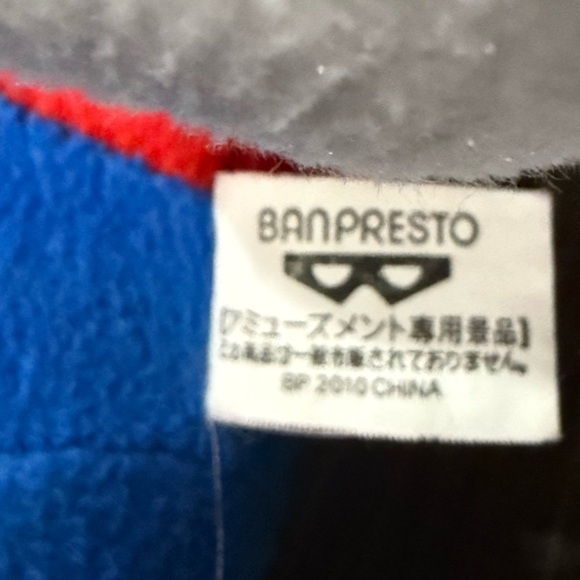 BANPRESTO
【アミューズメント専用景品】
この商品は一般市販されておりません。
BP 2010 CHINA